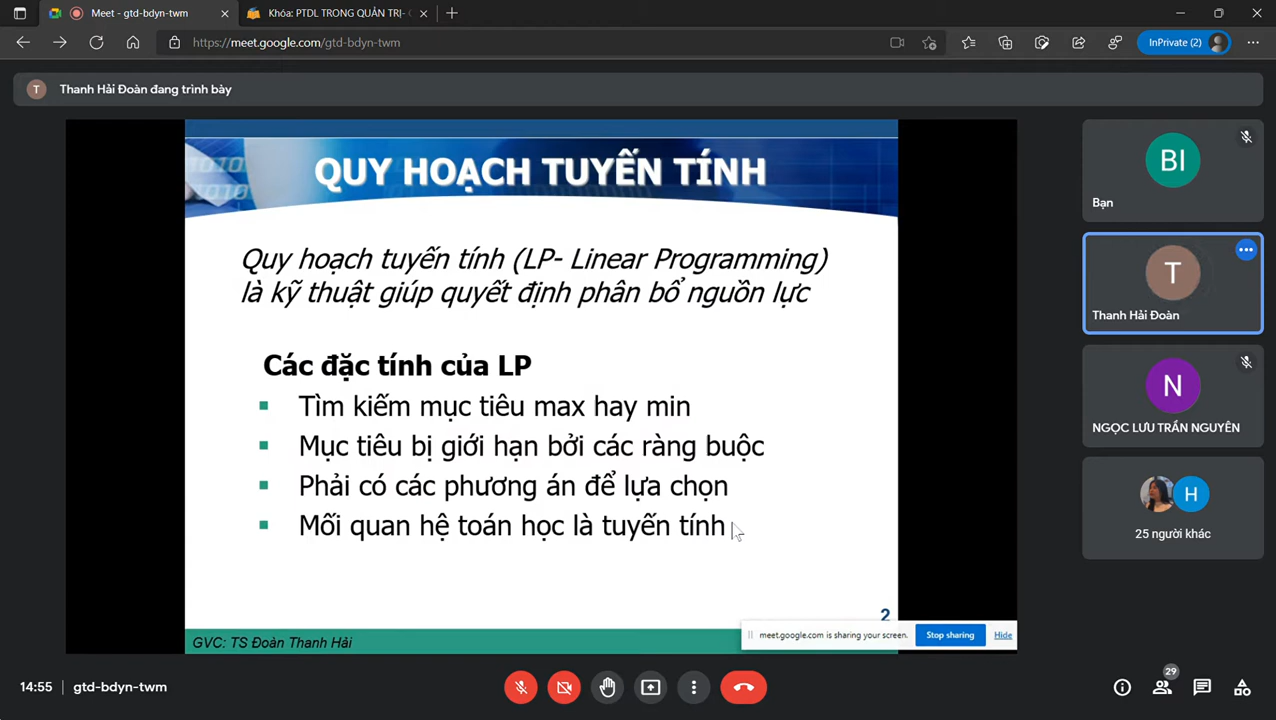 Meet - gtd-bdyn-twm
Khóa: PTDL TRONG QUẢN TRỊ-
https://meet.google.com/gtd-bdyn-twm
InPrivate (2)
T
Thanh Hải Đoàn đang trình bày
QUY HOẠCH TUYẾN TÍNH
Quy hoạch tuyến tính (LP- Linear Programming)
là kỹ thuật giúp quyết định phân bổ nguồn lực
Các đặc tính của LP
Tìm kiếm mục tiêu max hay min
Mục tiêu bị giới hạn bởi các ràng buộc
Phải có các phương án để lựa chọn
Mối quan hệ toán học là tuyến tính
2
GVC: TS Đoàn Thanh Hải
meet.google.com is sharing your screen.
Stop sharing
Hide
BI
Bạn
T
Thanh Hải Đoàn
N
NGỌC LƯU TRẦN NGUYÊN
H
25 người khác
14:55 | gtd-bdyn-twm
29